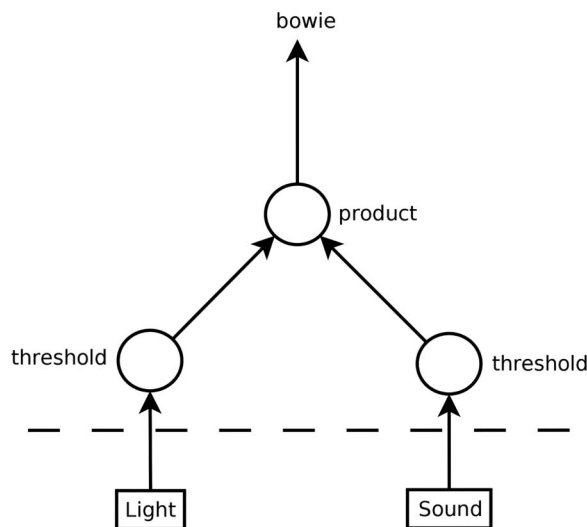 bowie
product
threshold
threshold
Light
Sound